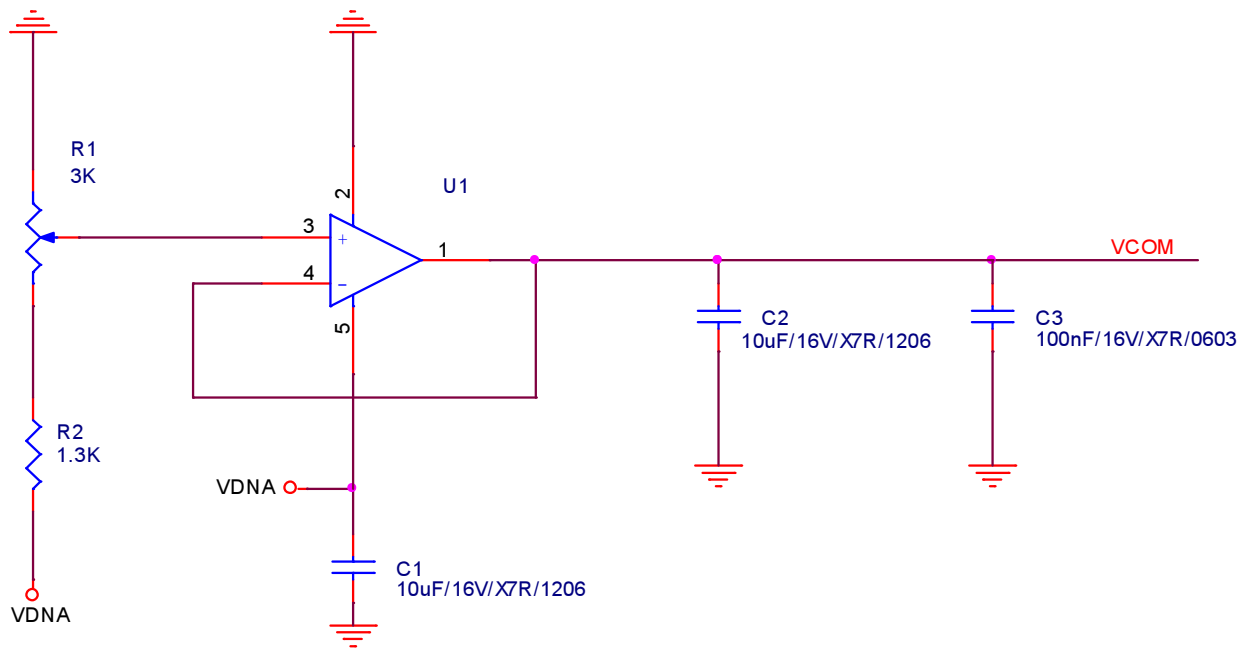 R1
3K
U1
2
3
+
1
4
-
5
VCOM
C2
10uF/16V/X7R/1206
C3
100nF/16V/X7R/0603
R2
1.3K
VDNA
C1
10uF/16V/X7R/1206
VDNA